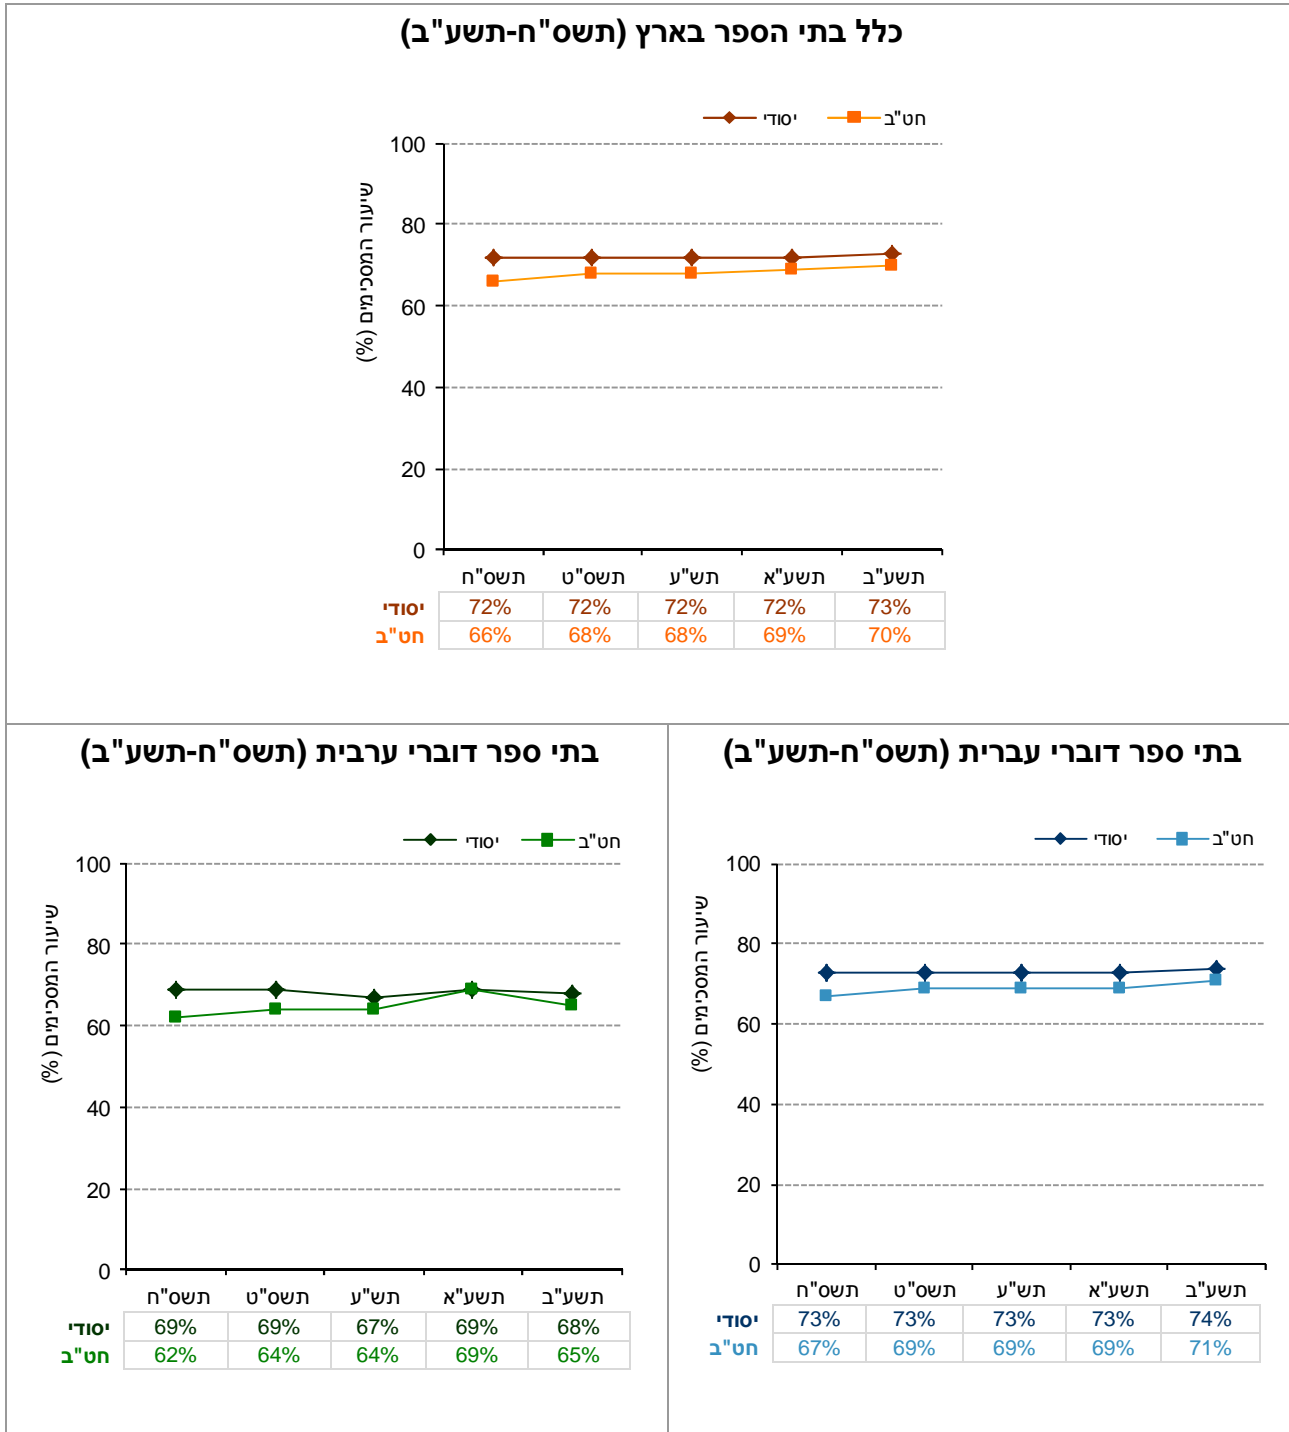 כלל בתי הספר בארץ (תשס"ח-תשע"ב)
יסודי חט"ב
שיעור המסכימים (%)
100
80
60
40
20
0
תשס"ח תשס"ט תש"ע תשע"א תשע"ב
יסודי 72% 72% 72% 72% 73%
חט"ב 66% 68% 68% 69% 70%
בתי ספר דוברי עברית (תשס"ח-תשע"ב)
יסודי חט"ב
שיעור המסכימים (%)
100
80
60
40
20
0
תשס"ח תשס"ט תש"ע תשע"א תשע"ב
יסודי 73% 73% 73% 73% 74%
חט"ב 67% 69% 69% 69% 71%
בתי ספר דוברי ערבית (תשס"ח-תשע"ב)
יסודי חט"ב
שיעור המסכימים (%)
100
80
60
40
20
0
תשס"ח תשס"ט תש"ע תשע"א תשע"ב
יסודי 69% 69% 67% 69% 68%
חט"ב 62% 64% 64% 69% 65%